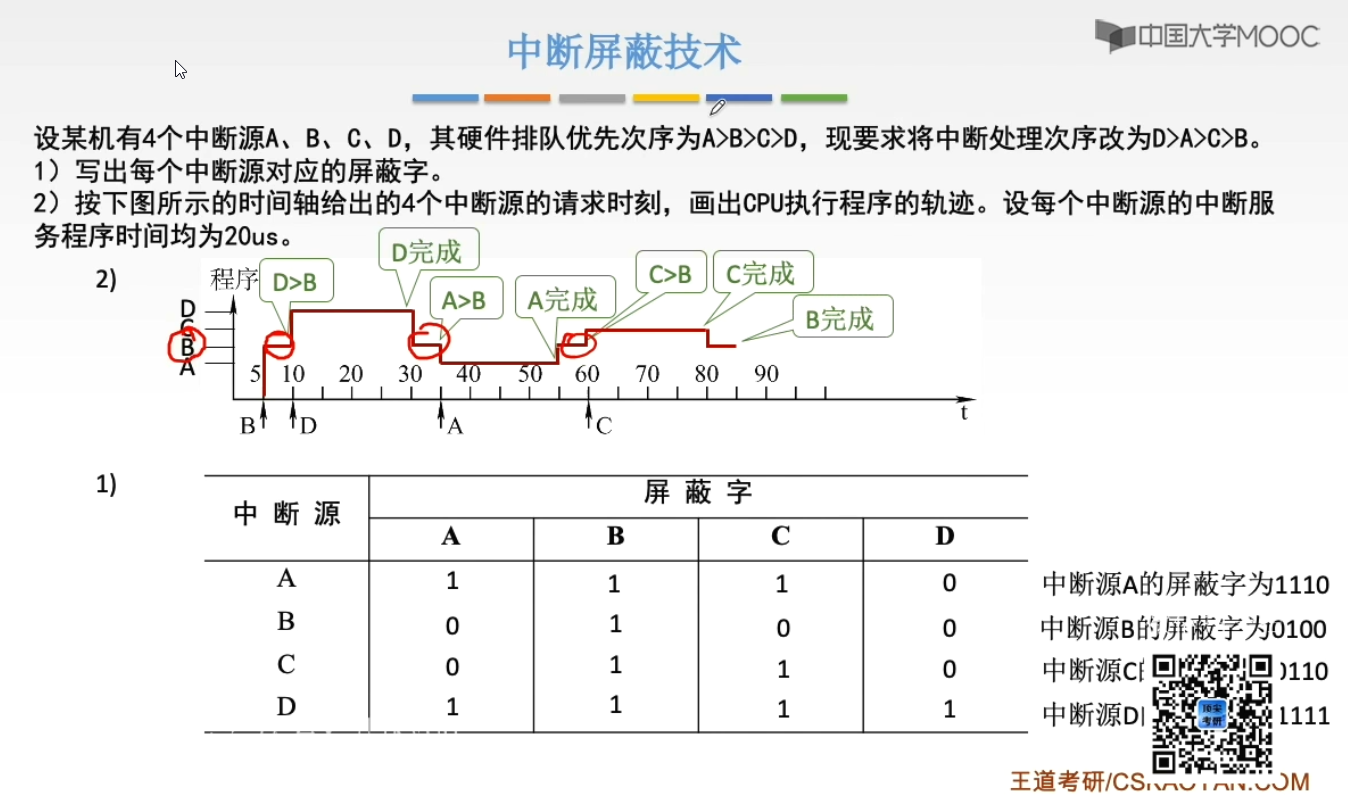 中国大学MOOC
中断屏蔽技术
设某机有4个中断源A、B、C、D，其硬件排队优先次序为A>B>C>D，现要求将中断处理次序改为D>A>C>B。
1）写出每个中断源对应的屏蔽字。
2）按下图所示的时间轴给出的4个中断源的请求时刻，画出CPU执行程序的轨迹。设每个中断源的中断服
务程序时间均为20us。
2)
程序
D>B
D完成
A>B
A完成
C>B
C完成
B完成
D
C
B
A
5 10 20 30 40 50 60 70 80 90
t
B D A C
1)
中 断 源 屏 蔽 字
A B C D
A 1 1 1 0 中断源A的屏蔽字为1110
B 0 1 0 0 中断源B的屏蔽字为0100
C 0 1 1 0 中断源C 0110
D 1 1 1 1 中断源D 1111
顶尖
考研
王道考研/CSKAOYAN.COM